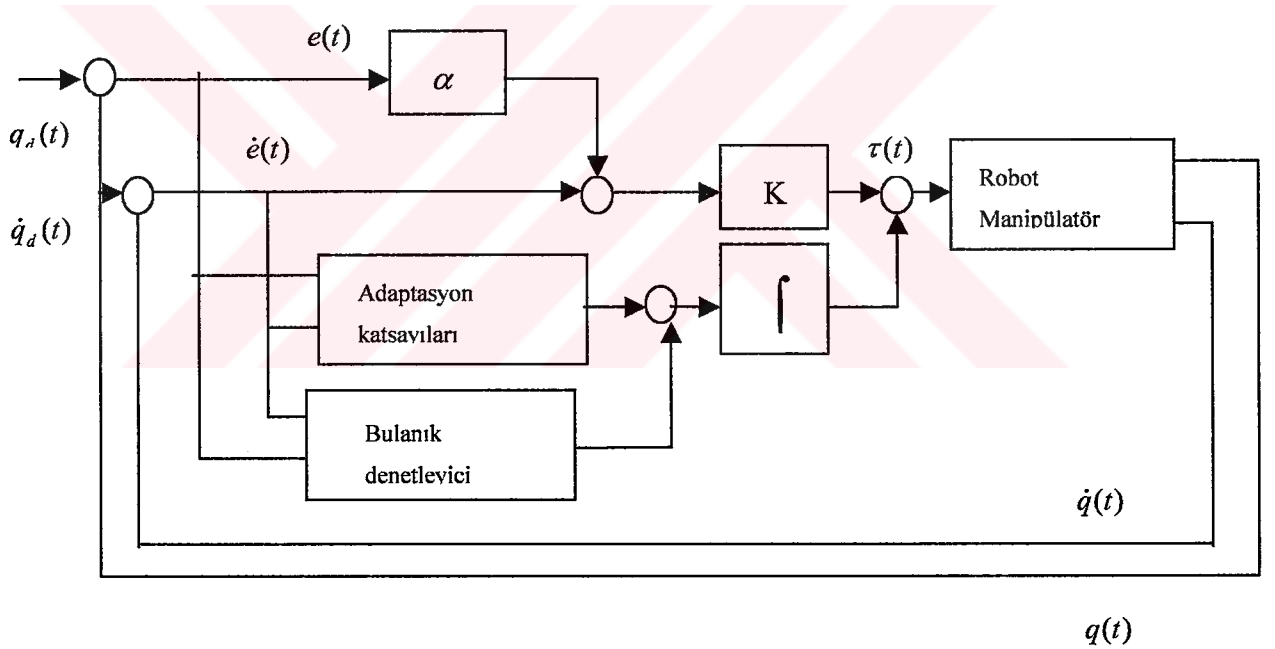 e(t)
α
q_d(t)
ė(t)
τ(t)
K
Robot
Manipülatör
q̇_d(t)
Adaptasyon
katsayıları
∫
Bulanık
denetleyici
q̇(t)
q(t)